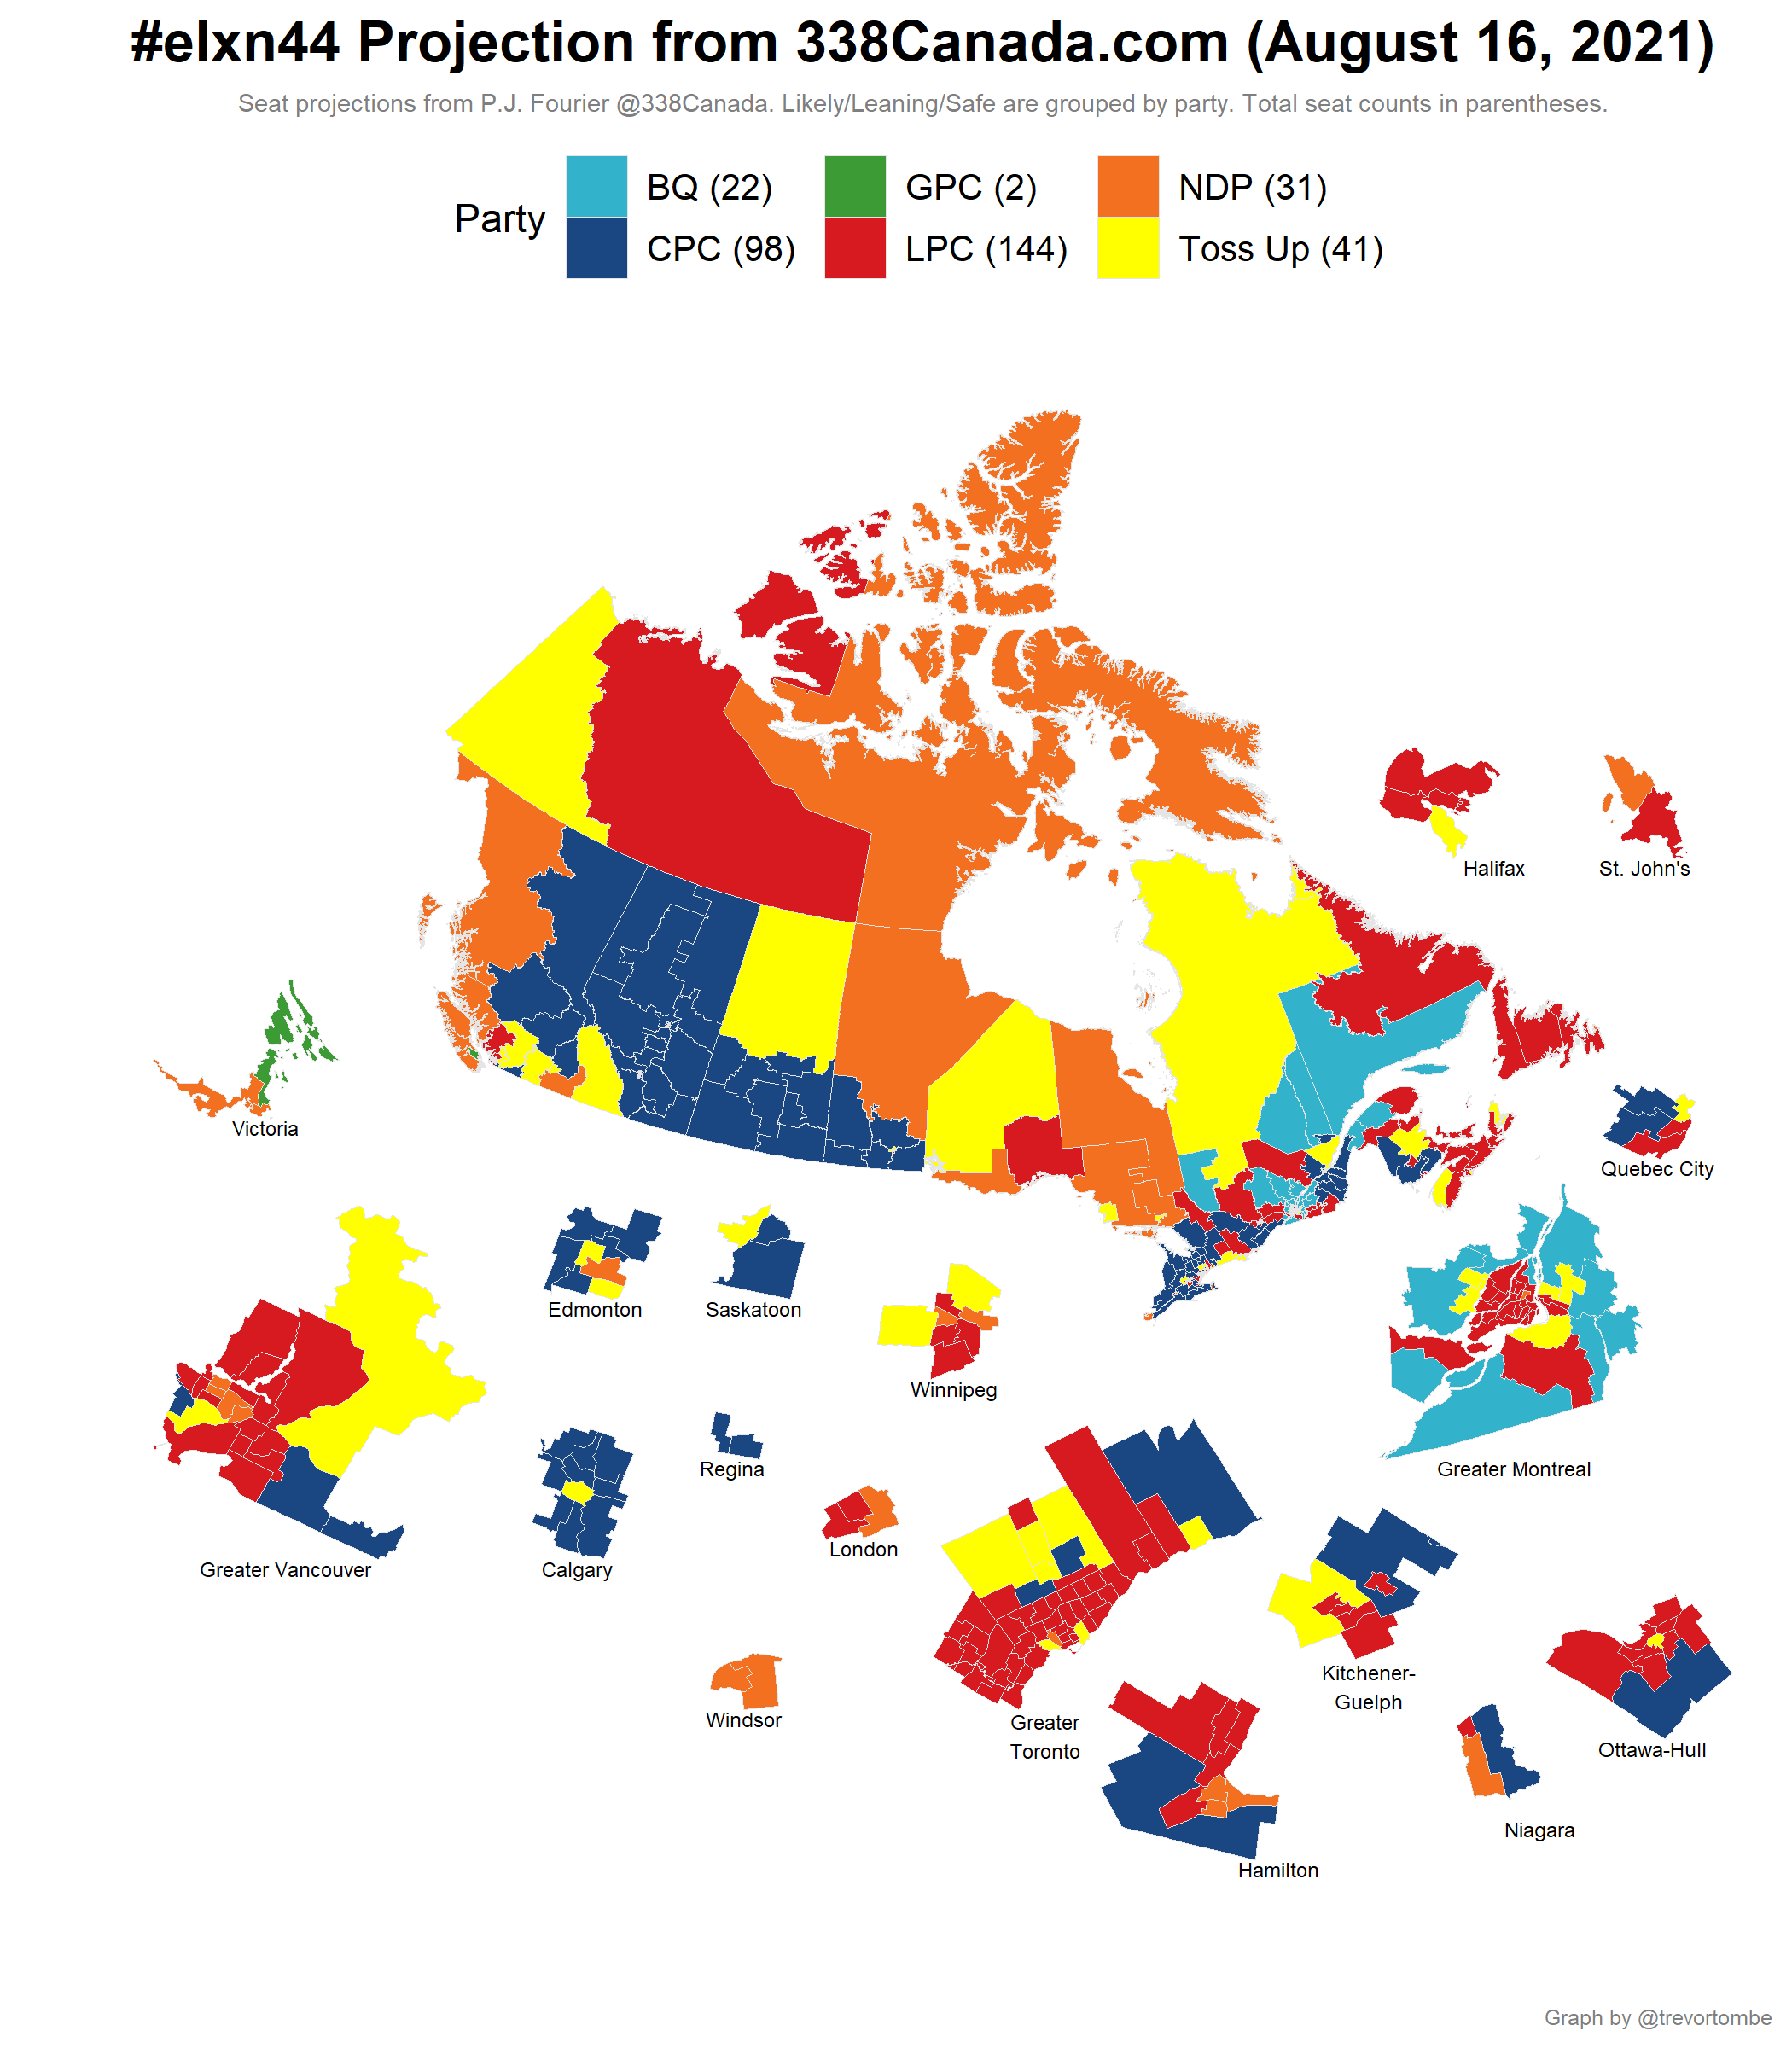 #elxn44 Projection from 338Canada.com (August 16, 2021)
Seat projections from P.J. Fourier @338Canada. Likely/Leaning/Safe are grouped by party. Total seat counts in parentheses.
Party
BQ (22)
GPC (2)
NDP (31)
CPC (98)
LPC (144)
Toss Up (41)
Halifax
St. John's
Victoria
Quebec City
Edmonton
Saskatoon
Winnipeg
Regina
Greater Montreal
London
Greater Vancouver
Calgary
Kitchener-
Guelph
Windsor
Greater
Toronto
Ottawa-Hull
Niagara
Hamilton
Graph by @trevortombe